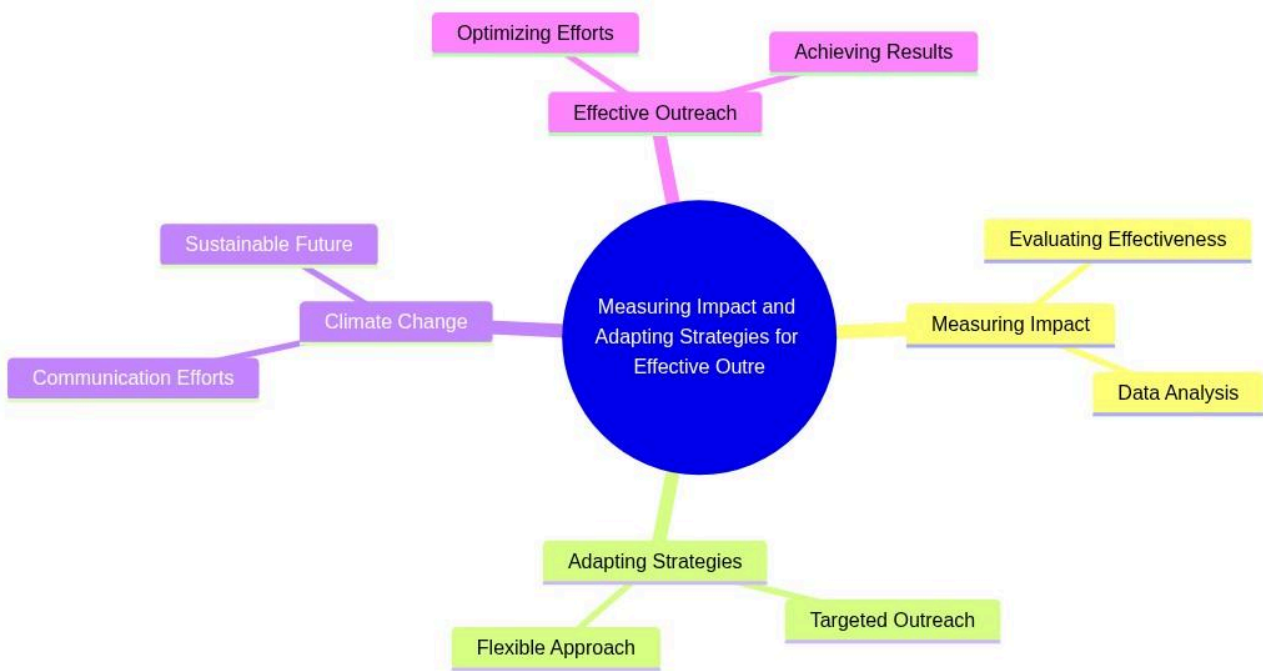 Optimizing Efforts
Achieving Results
Effective Outreach
Sustainable Future
Evaluating Effectiveness
Measuring Impact and
Adapting Strategies for
Effective Outre
Climate Change
Measuring Impact
Communication Efforts
Data Analysis
Adapting Strategies
Targeted Outreach
Flexible Approach